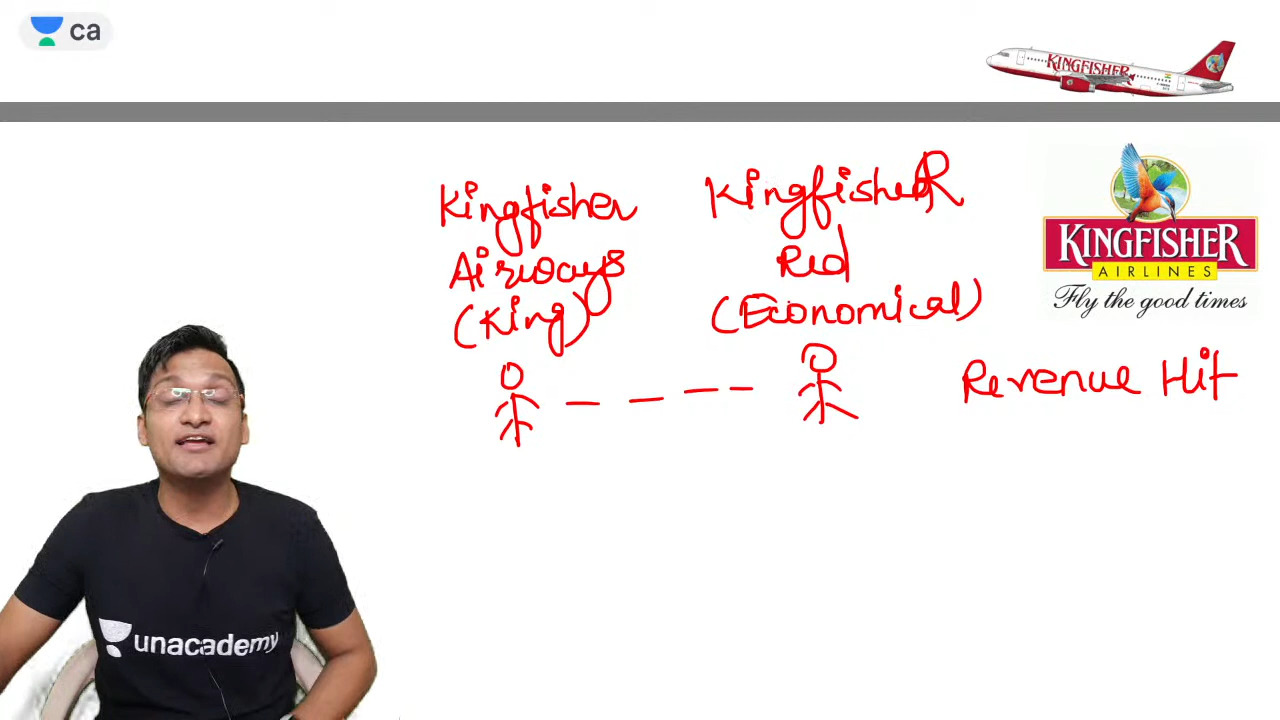 ca
KINGFISHER
Kingfisher
Airways
(King)
KingfisheR
Red
(Economical)
KINGFISHER
AIRLINES
Fly the good times
Revenue Hit
unacademy